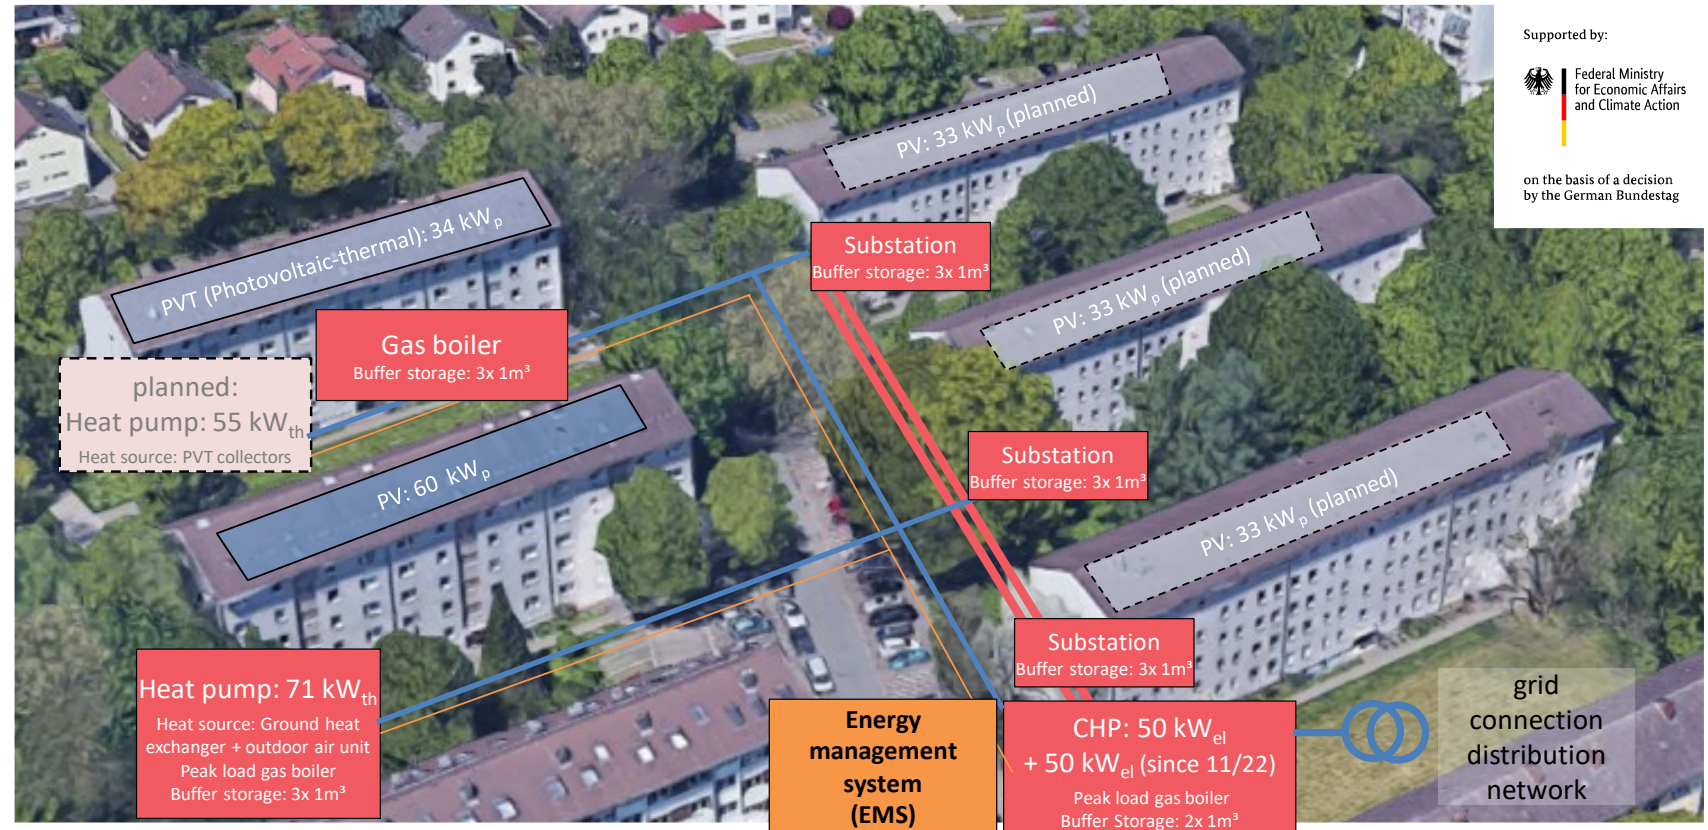 Supported by:
Federal Ministry
for Economic Affairs
and Climate Action
on the basis of a decision
by the German Bundestag
PV: 33 kWp (planned)
PVT (Photovoltaic-thermal): 34 kWp
Substation
Buffer storage: 3x 1m³
PV: 33 kWp (planned)
Gas boiler
Buffer storage: 3x 1m³
planned:
Heat pump: 55 kWth
Heat source: PVT collectors
PV: 60 kWp
Substation
Buffer storage: 3x 1m³
PV: 33 kWp (planned)
Substation
Buffer storage: 3x 1m³
Heat pump: 71 kWth
Heat source: Ground heat
exchanger + outdoor air unit
Peak load gas boiler
Buffer storage: 3x 1m³
Energy
management
system
(EMS)
CHP: 50 kWel
+ 50 kWel (since 11/22)
Peak load gas boiler
Buffer Storage: 2x 1m³
grid
connection
distribution
network